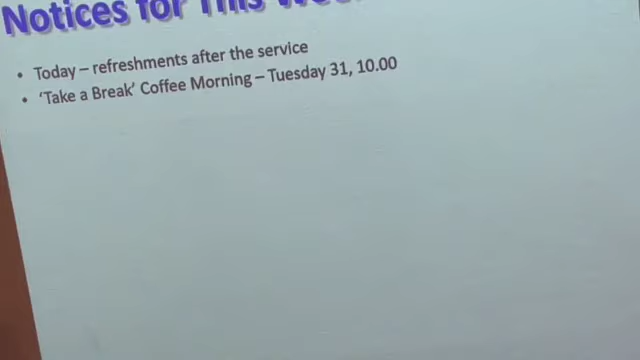 Notices for This
• Today – refreshments after the service
• ‘Take a Break’ Coffee Morning – Tuesday 31, 10.00